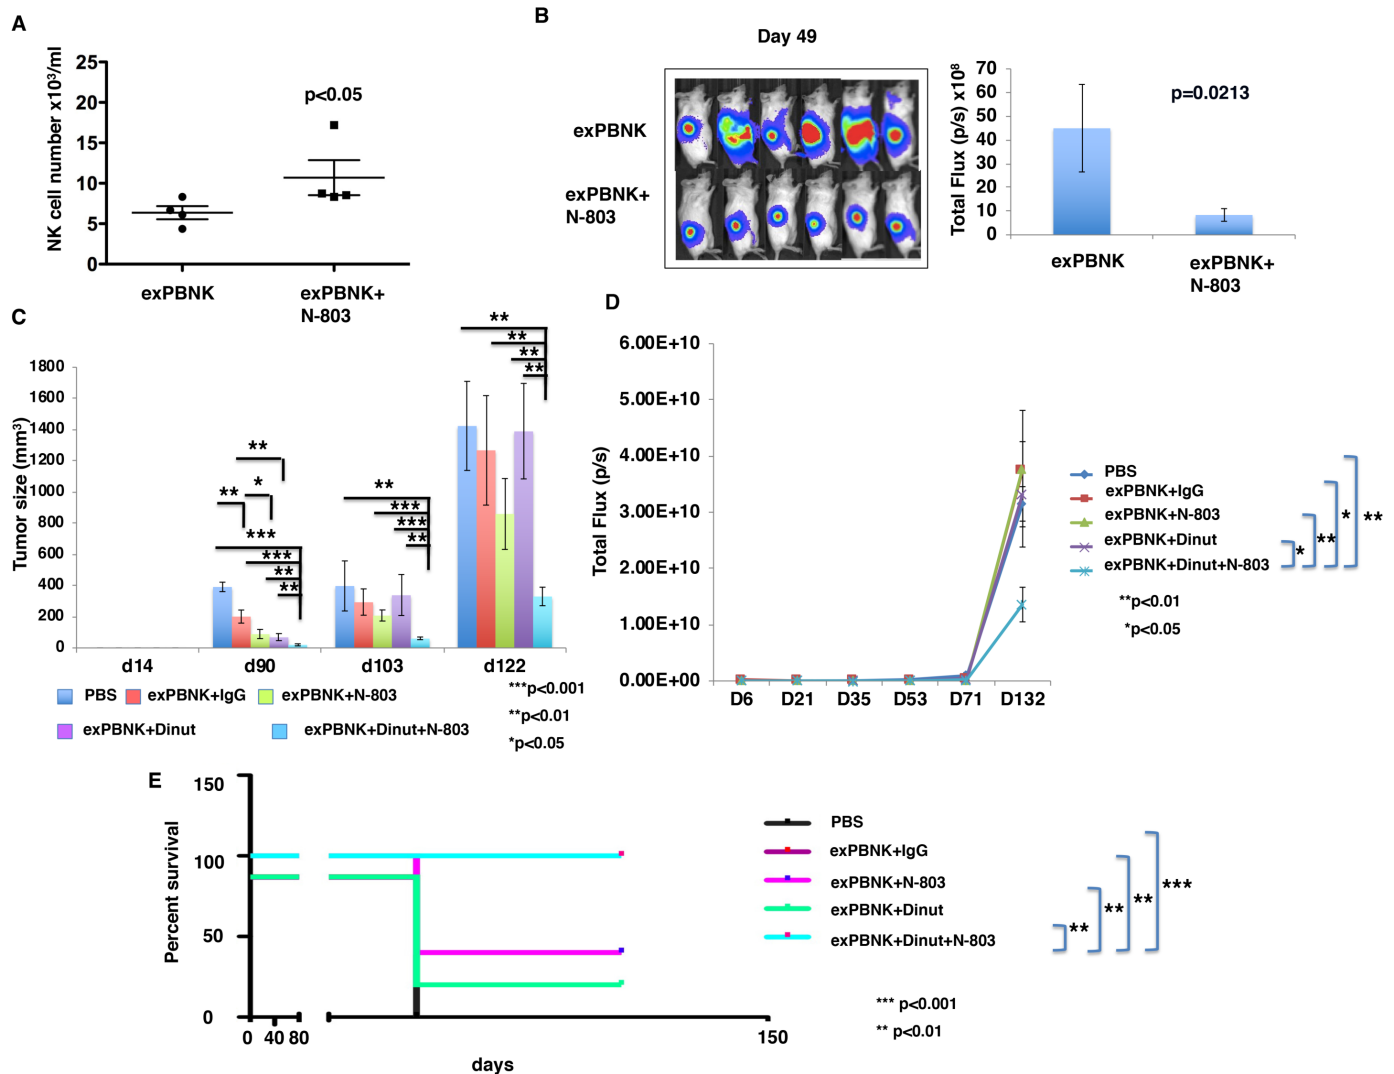 A
NK cell number x10³/ml
25
20
15
10
5
0
p<0.05
exPBNK
exPBNK+
N-803
B
Day 49
exPBNK
exPBNK+
N-803
Total Flux (p/s) x10⁸
70
60
50
40
30
20
10
0
p=0.0213
exPBNK
exPBNK+
N-803
C
Tumor size (mm³)
1800
1600
1400
1200
1000
800
600
400
200
0
**
**
*
***
***
**
**
**
***
***
**
**
**
**
**
d14
d90
d103
d122
PBS
exPBNK+IgG
exPBNK+N-803
exPBNK+Dinut
exPBNK+Dinut+N-803
***p<0.001
**p<0.01
*p<0.05
D
Total Flux (p/s)
6.00E+10
5.00E+10
4.00E+10
3.00E+10
2.00E+10
1.00E+10
0.00E+00
D6
D21
D35
D53
D71
D132
PBS
exPBNK+IgG
exPBNK+N-803
exPBNK+Dinut
exPBNK+Dinut+N-803
*
**
*
**
**p<0.01
*p<0.05
E
Percent survival
150
100
50
0
0
40
80
150
days
PBS
exPBNK+IgG
exPBNK+N-803
exPBNK+Dinut
exPBNK+Dinut+N-803
**
**
**
***
*** p<0.001
** p<0.01